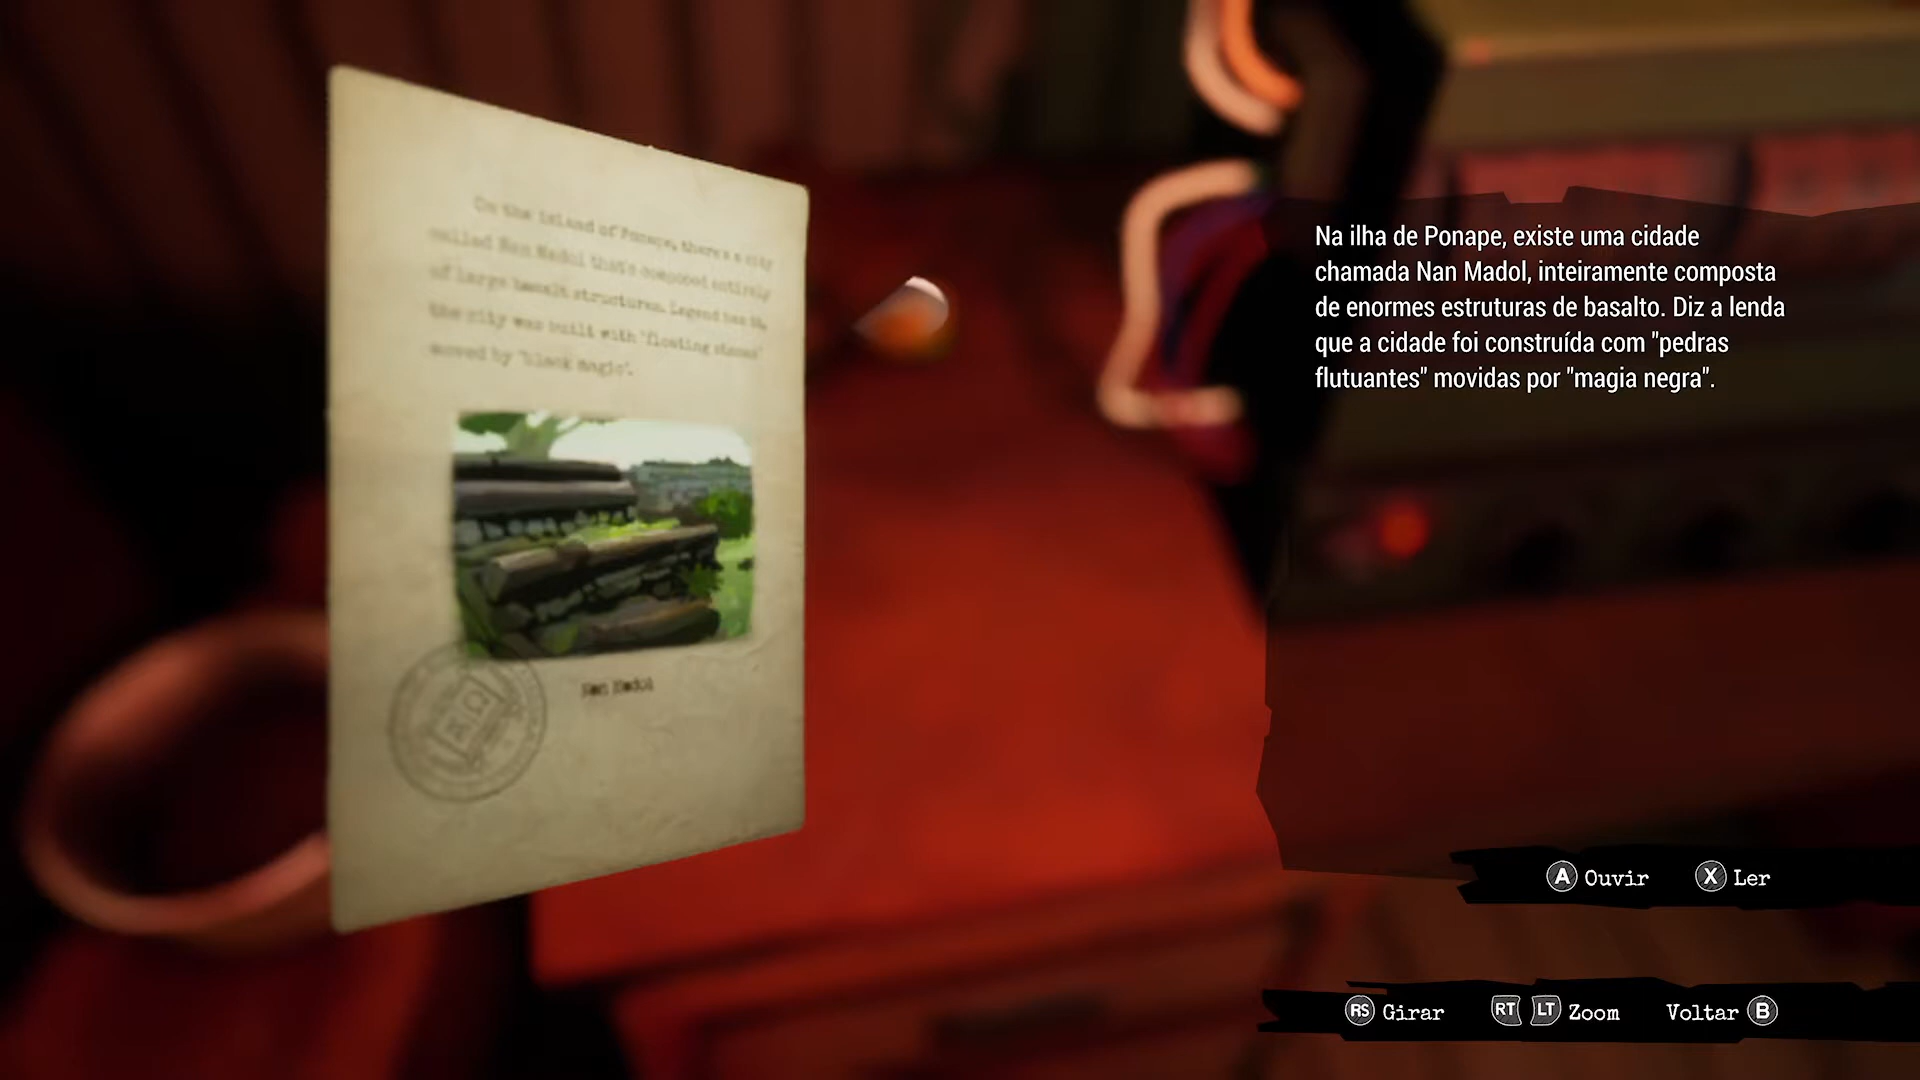 On the island of Ponape, there's a city
called Nan Madol that's composed entirely
of large basalt structures. Legend has it,
the city was built with "floating stones"
moved by "black magic".
Nan Madol
Na ilha de Ponape, existe uma cidade
chamada Nan Madol, inteiramente composta
de enormes estruturas de basalto. Diz a lenda
que a cidade foi construída com "pedras
flutuantes" movidas por "magia negra".
A Ouvir X Ler
RS Girar RT LT Zoom Voltar B